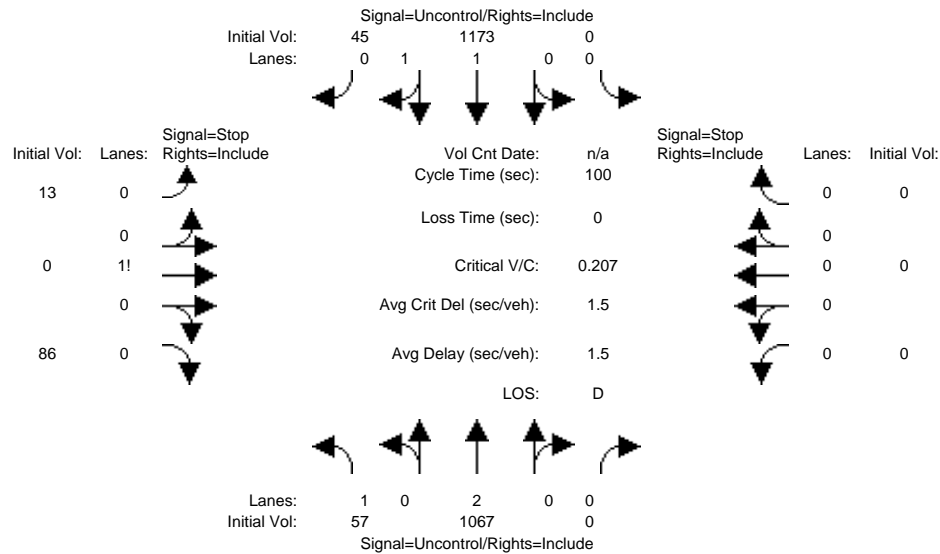 Signal=Uncontrol/Rights=Include
Initial Vol: 45 1173 0
Lanes: 0 1 1 0 0
Signal=Stop
Initial Vol: Lanes: Rights=Include
Vol Cnt Date: n/a
Signal=Stop
Rights=Include Lanes: Initial Vol:
Cycle Time (sec): 100
13 0
0 0
Loss Time (sec): 0
0
0
0 1!
Critical V/C: 0.207
0 0
0
Avg Crit Del (sec/veh): 1.5
0
86 0
Avg Delay (sec/veh): 1.5
0 0
LOS: D
Lanes: 1 0 2 0 0
Initial Vol: 57 1067 0
Signal=Uncontrol/Rights=Include